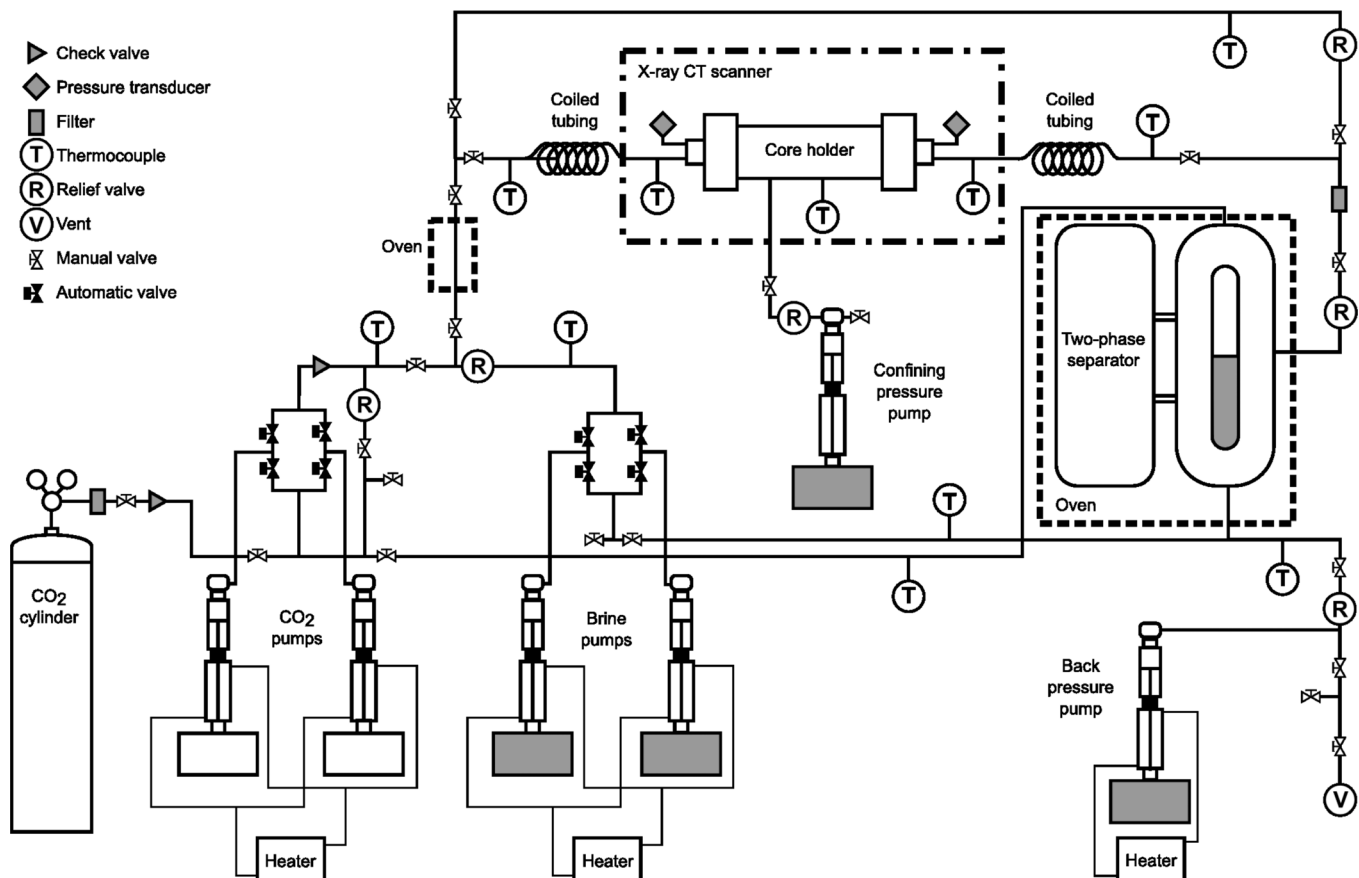 Check valve
Pressure transducer
Filter
T Thermocouple
R Relief valve
V Vent
Manual valve
Automatic valve
T
R
X-ray CT scanner
Coiled
tubing
Core holder
Coiled
tubing
T
T
T
T
T
Oven
T
T
R
R
R
R
Confining
pressure
pump
Two-phase
separator
Oven
R
T
T
T
CO2
cylinder
CO2
pumps
Brine
pumps
R
Back
pressure
pump
V
Heater
Heater
Heater